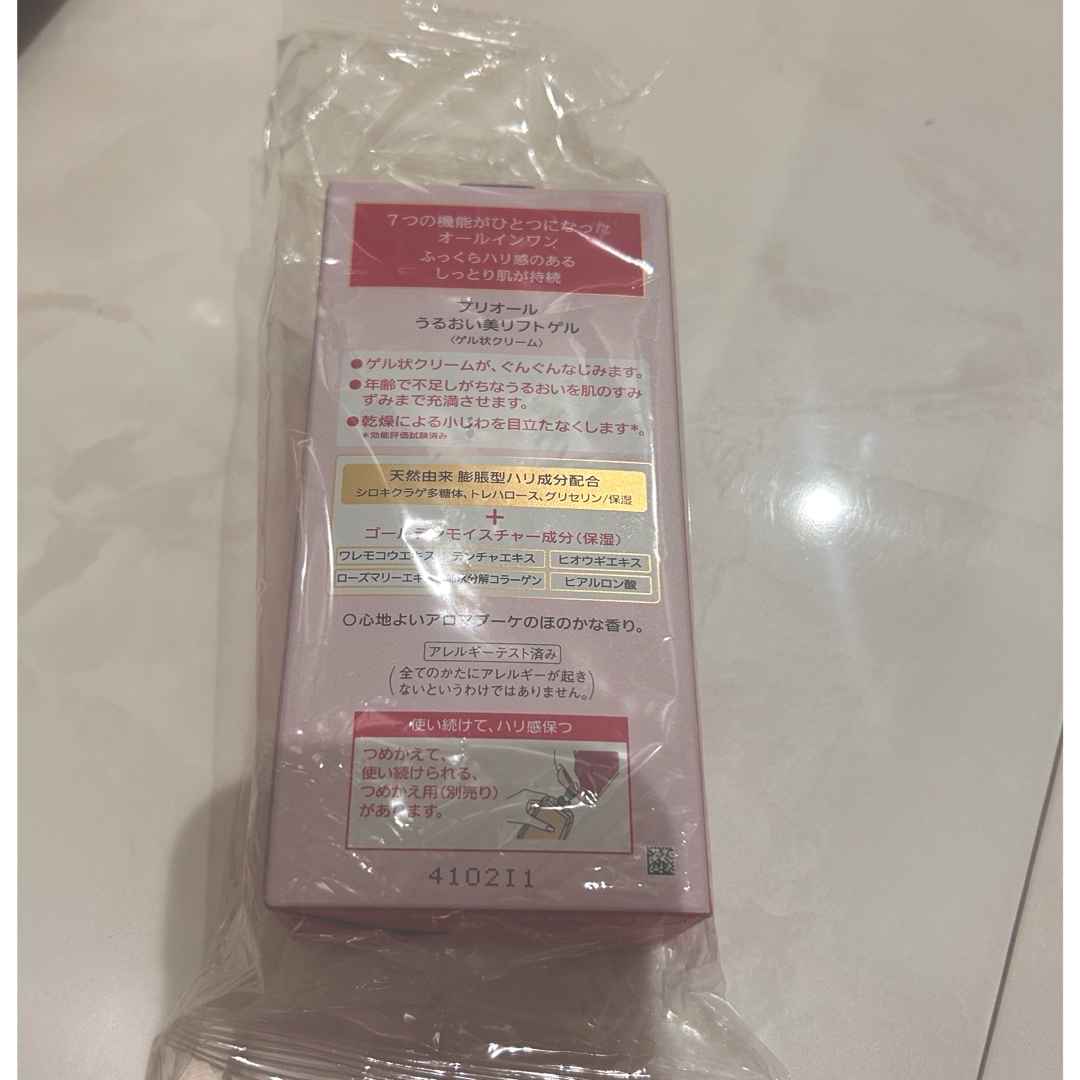 7つの機能がひとつになった
オールインワン
ふっくらハリ感のある
しっとり肌が持続
プリオール
うるおい美リフトゲル
〈ゲル状クリーム〉
●ゲル状クリームが、ぐんぐんなじみます。
●年齢で不足しがちなうるおいを肌のすみ
ずみまで充満させます。
●乾燥による小じわを目立たなくします*。
*効能評価試験済み
天然由来 膨脹型ハリ成分配合
シロキクラゲ多糖体、トレハロース、グリセリン/保湿
+
ゴールデンモイスチャー成分(保湿)
ワレモコウエキス テンチャエキス ヒオウギエキス
ローズマリーエキス 加水分解コラーゲン ヒアルロン酸
○心地よいアロマブーケのほのかな香り。
アレルギーテスト済み
(全てのかたにアレルギーが起き
ないというわけではありません。)
使い続けて、ハリ感保つ
つめかえて、
使い続けられる、
つめかえ用(別売り)
があります。
4102I1